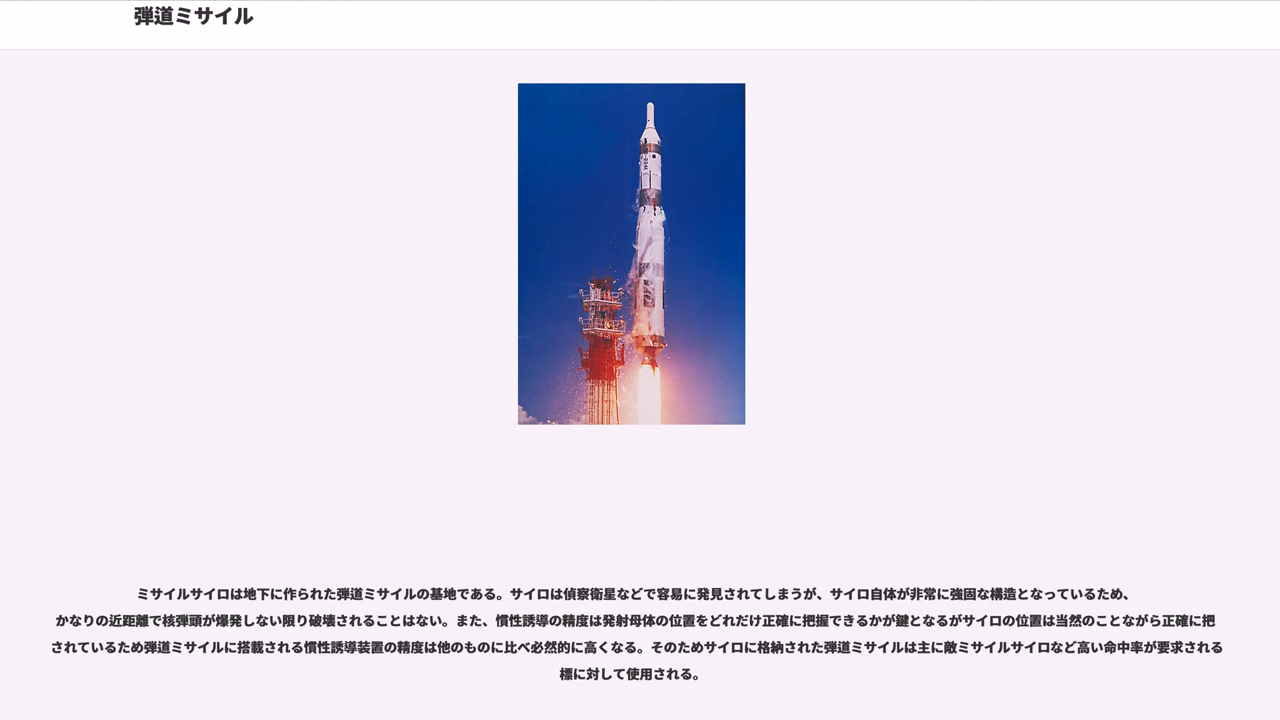 弾道ミサイル
ミサイルサイロは地下に作られた弾道ミサイルの基地である。サイロは偵察衛星などで容易に発見されてしまうが、サイロ自体が非常に強固な構造となっているため、
かなりの近距離で核弾頭が爆発しない限り破壊されることはない。また、慣性誘導の精度は発射母体の位置をどれだけ正確に把握できるかが鍵となるがサイロの位置は当然のことながら正確に把
されているため弾道ミサイルに搭載される慣性誘導装置の精度は他のものに比べ必然的に高くなる。そのためサイロに格納された弾道ミサイルは主に敵ミサイルサイロなど高い命中率が要求される
標に対して使用される。